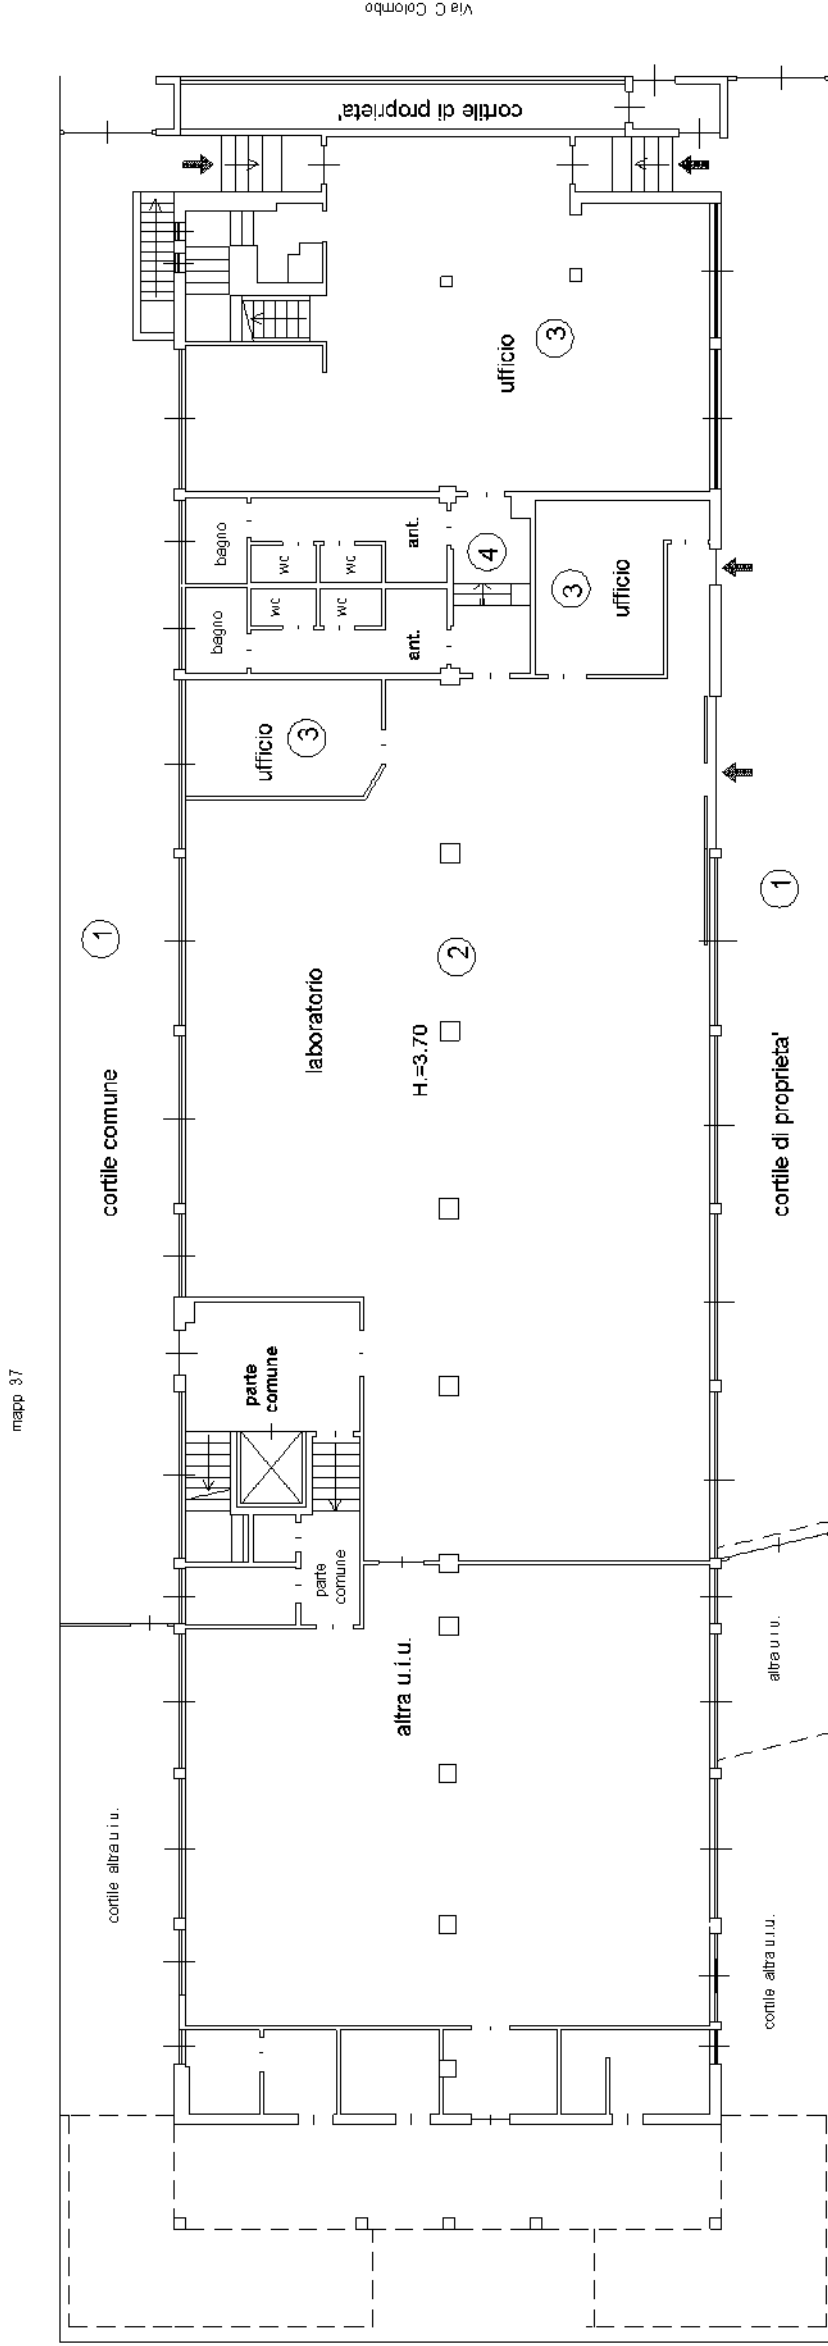 Via C Colombo
cortile di proprieta'
ufficio
3
bagno
wc
wc
ant.
4
bagno
wc
wc
ant.
3
ufficio
ufficio
3
1
1
laboratorio
2
H.=3.70
cortile comune
cortile di proprieta'
mapp 37
parte
comune
parte
comune
altra u.i.u.
altra u.i.u.
cortile altra u.i.u.
cortile altra u.i.u.